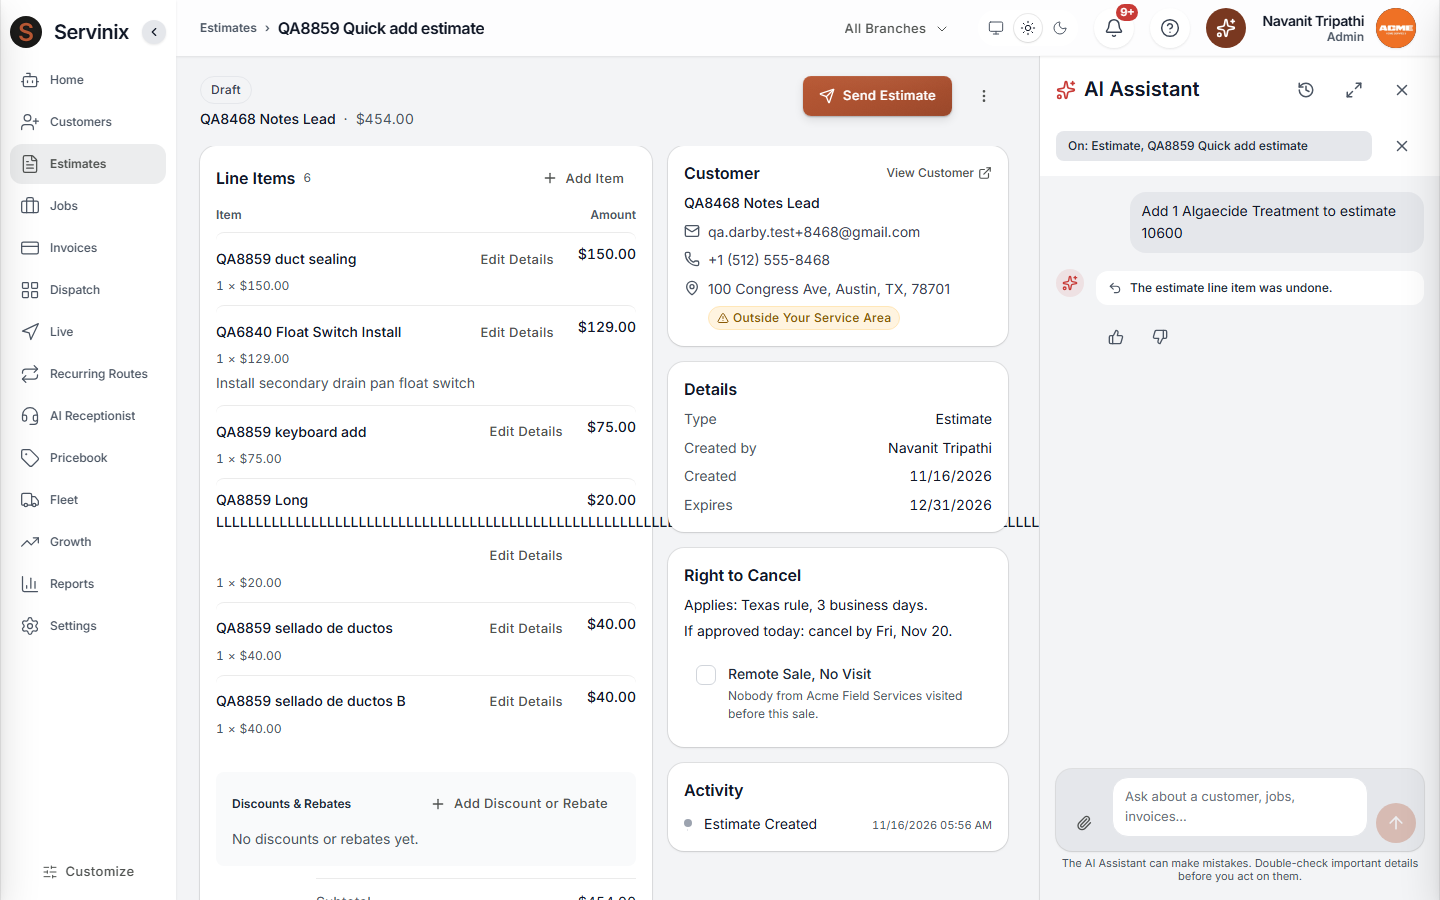 Servinix
Home
Customers
Estimates
Jobs
Invoices
Dispatch
Live
Recurring Routes
AI Receptionist
Pricebook
Fleet
Growth
Reports
Settings
Customize
Estimates › QA8859 Quick add estimate
All Branches
9+
Navanit Tripathi
Admin
ACME
Draft
QA8468 Notes Lead · $454.00
Send Estimate
Line Items 6
Add Item
Item Amount
QA8859 duct sealing Edit Details $150.00
1 × $150.00
QA6840 Float Switch Install Edit Details $129.00
1 × $129.00
Install secondary drain pan float switch
QA8859 keyboard add Edit Details $75.00
1 × $75.00
QA8859 Long $20.00
Edit Details
1 × $20.00
QA8859 sellado de ductos Edit Details $40.00
1 × $40.00
QA8859 sellado de ductos B Edit Details $40.00
1 × $40.00
Discounts & Rebates Add Discount or Rebate
No discounts or rebates yet.
Subtotal $454.00
Customer View Customer
QA8468 Notes Lead
qa.darby.test+8468@gmail.com
+1 (512) 555-8468
100 Congress Ave, Austin, TX, 78701
Outside Your Service Area
Details
Type Estimate
Created by Navanit Tripathi
Created 11/16/2026
Expires 12/31/2026
Right to Cancel
Applies: Texas rule, 3 business days.
If approved today: cancel by Fri, Nov 20.
Remote Sale, No Visit
Nobody from Acme Field Services visited
before this sale.
Activity
Estimate Created 11/16/2026 05:56 AM
AI Assistant
On: Estimate, QA8859 Quick add estimate
Add 1 Algaecide Treatment to estimate
10600
The estimate line item was undone.
Ask about a customer, jobs,
invoices...
The AI Assistant can make mistakes. Double-check important details
before you act on them.